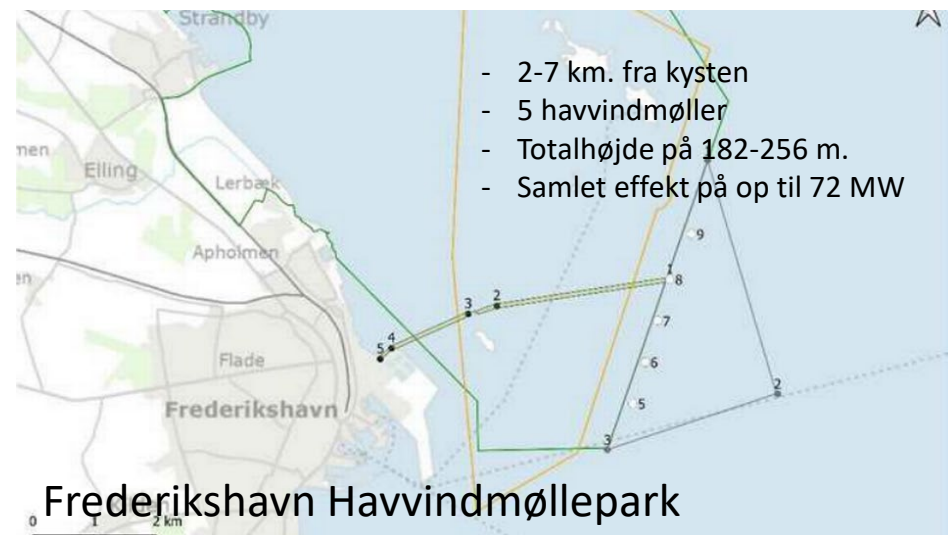 Strandby
- 2-7 km. fra kysten
- 5 havvindmøller
- Totalhøjde på 182-256 m.
- Samlet effekt på op til 72 MW
men
Elling
Lerbæk
Apholmen
en
9
1
8
2
3
7
4
5
6
Flade
2
5
Frederikshavn
3
Frederikshavn Havvindmøllepark
0 1 2 km